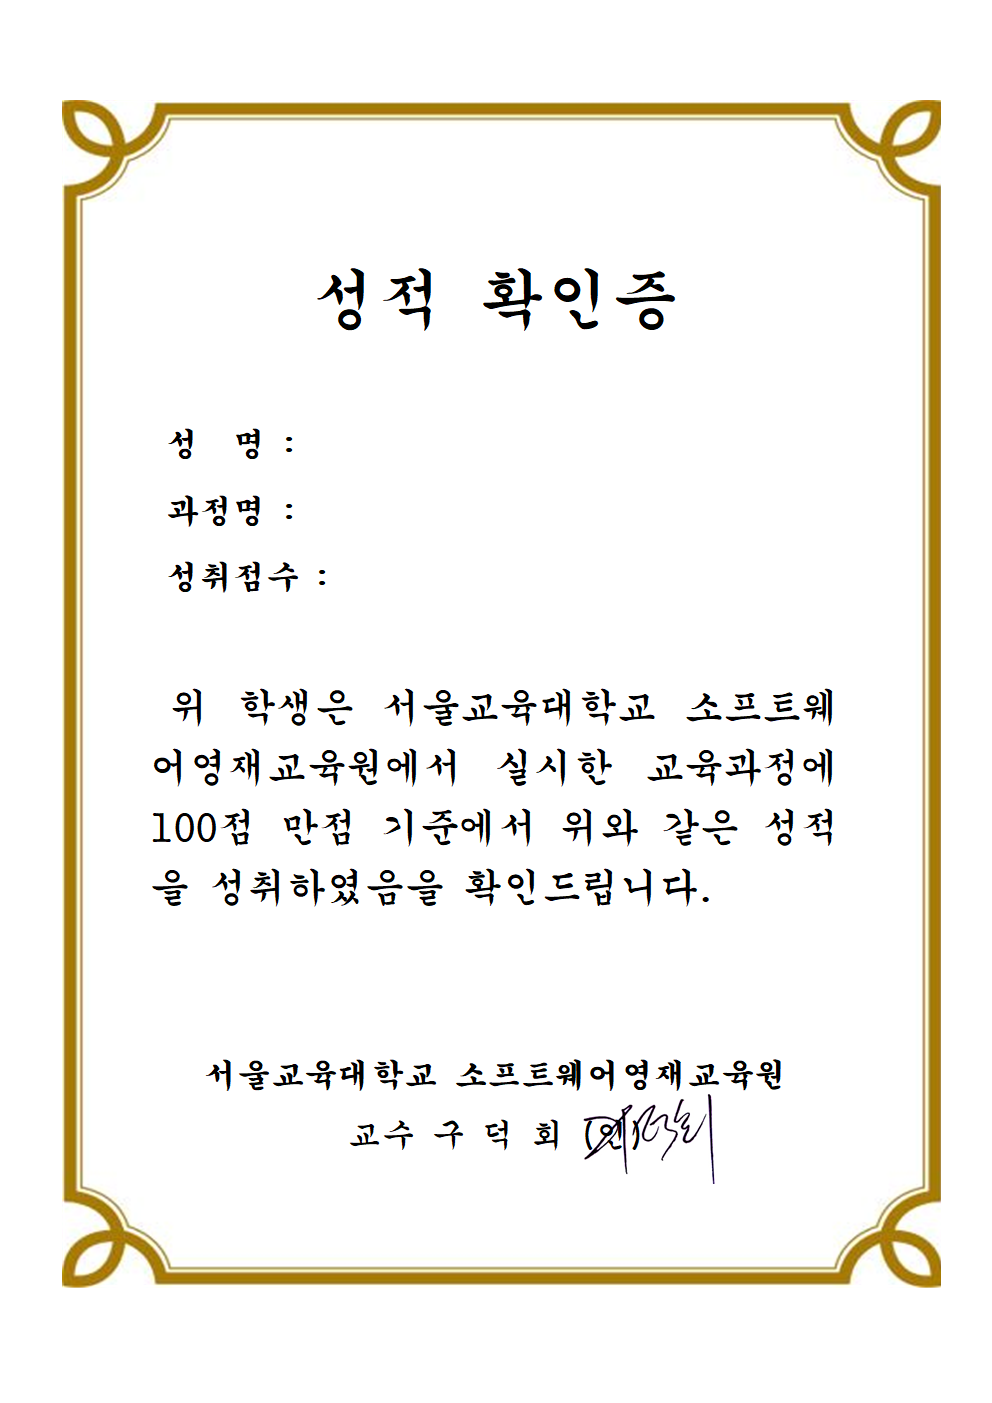 성적 확인증
성 명 :
과정명 :
성취점수 :
위 학생은 서울교육대학교 소프트웨
어영재교육원에서 실시한 교육과정에
100점 만점 기준에서 위와 같은 성적
을 성취하였음을 확인드립니다.
서울교육대학교 소프트웨어영재교육원
교수 구 덕 회 (인)